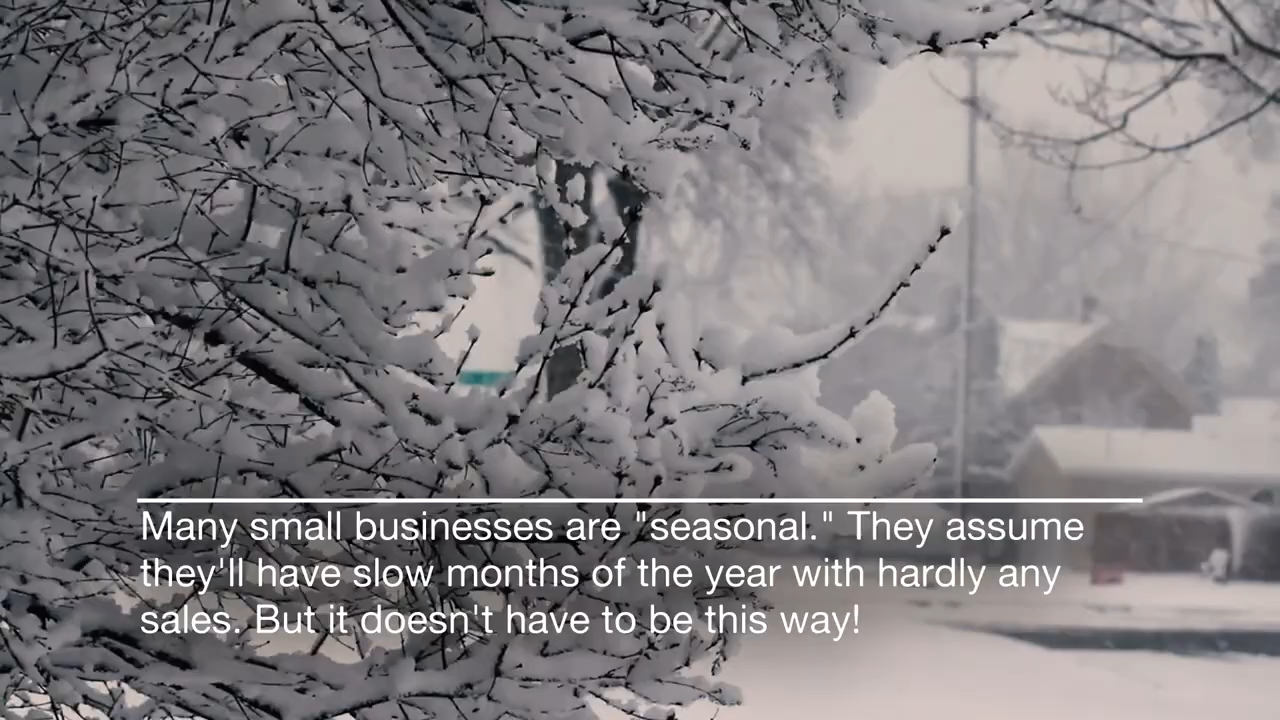 Many small businesses are "seasonal." They assume
they'll have slow months of the year with hardly any
sales. But it doesn't have to be this way!